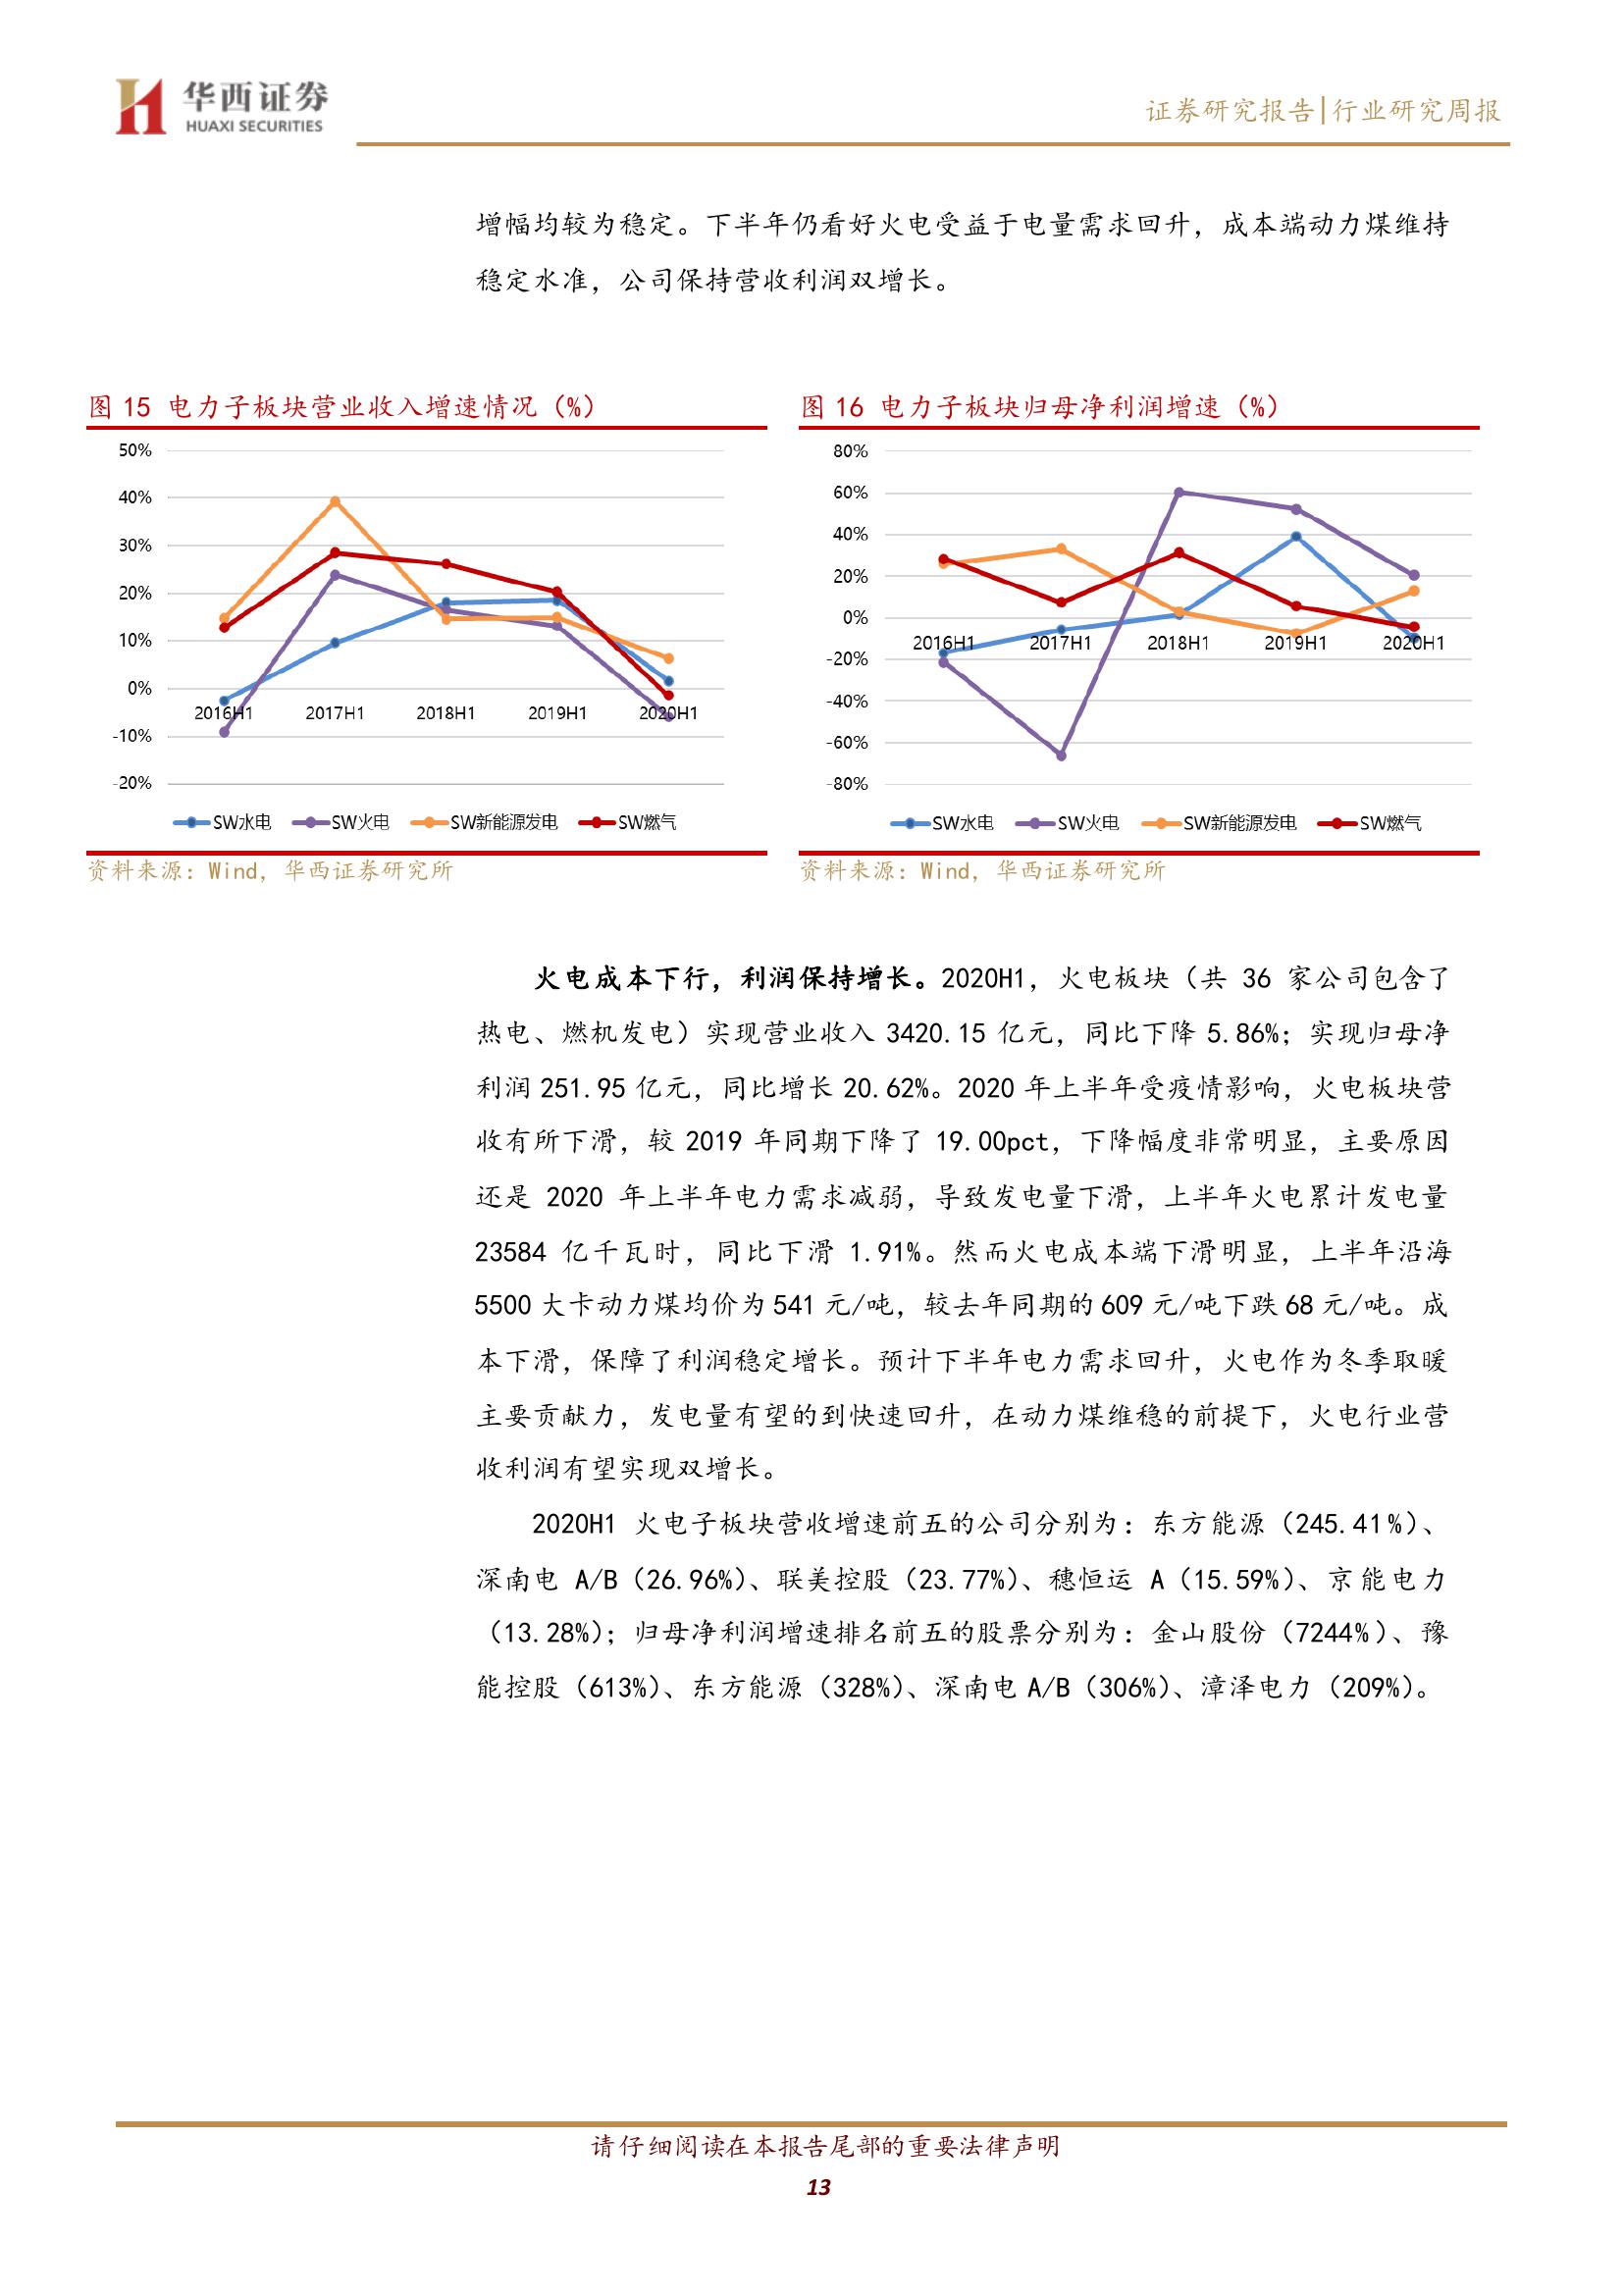 华西证券
HUAXI SECURITIES
证券研究报告|行业研究周报
增幅均较为稳定。下半年仍看好火电受益于电量需求回升，成本端动力煤维持
稳定水准，公司保持营收利润双增长。
图 15 电力子板块营业收入增速情况（%）
50%
40%
30%
20%
10%
0%
-10%
-20%
2016H1 2017H1 2018H1 2019H1 2020H1
SW水电 SW火电 SW新能源发电 SW燃气
资料来源：Wind，华西证券研究所
图 16 电力子板块归母净利润增速（%）
80%
60%
40%
20%
0%
-20%
-40%
-60%
-80%
2016H1 2017H1 2018H1 2019H1 2020H1
SW水电 SW火电 SW新能源发电 SW燃气
资料来源：Wind，华西证券研究所
火电成本下行，利润保持增长。2020H1，火电板块（共 36 家公司包含了
热电、燃机发电）实现营业收入 3420.15 亿元，同比下降 5.86%；实现归母净
利润 251.95 亿元，同比增长 20.62%。2020 年上半年受疫情影响，火电板块营
收有所下滑，较 2019 年同期下降了 19.00pct，下降幅度非常明显，主要原因
还是 2020 年上半年电力需求减弱，导致发电量下滑，上半年火电累计发电量
23584 亿千瓦时，同比下滑 1.91%。然而火电成本端下滑明显，上半年沿海
5500 大卡动力煤均价为 541 元/吨，较去年同期的 609 元/吨下跌 68 元/吨。成
本下滑，保障了利润稳定增长。预计下半年电力需求回升，火电作为冬季取暖
主要贡献力，发电量有望的到快速回升，在动力煤维稳的前提下，火电行业营
收利润有望实现双增长。
2020H1 火电子板块营收增速前五的公司分别为：东方能源（245.41%）、
深南电 A/B（26.96%）、联美控股（23.77%）、穗恒运 A（15.59%）、京能电力
（13.28%）；归母净利润增速排名前五的股票分别为：金山股份（7244%）、豫
能控股（613%）、东方能源（328%）、深南电 A/B（306%）、漳泽电力（209%）。
请仔细阅读在本报告尾部的重要法律声明
13